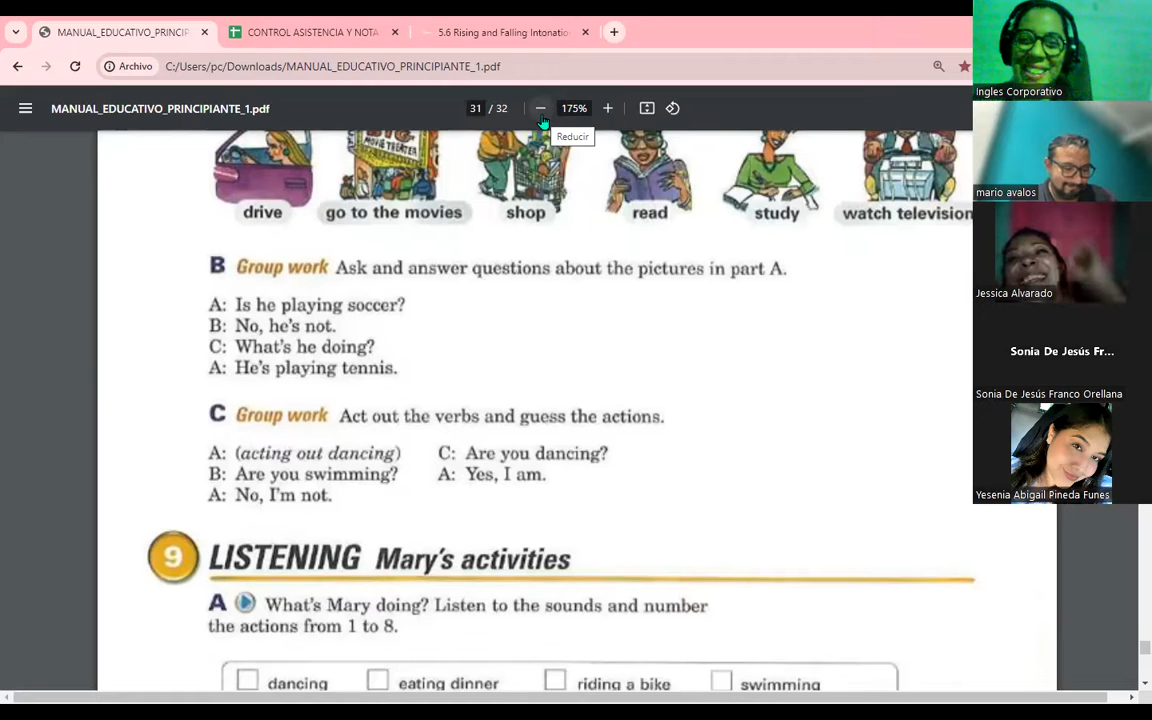 MANUAL_EDUCATIVO_PRINCIP
CONTROL ASISTENCIA Y NOTA
5.6 Rising and Falling Intonation
Archivo
C:/Users/pc/Downloads/MANUAL_EDUCATIVO_PRINCIPIANTE_1.pdf
MANUAL_EDUCATIVO_PRINCIPIANTE_1.pdf
31 / 32
175%
Reducir
MOVIE THEATER
drive
go to the movies
shop
read
study
watch television
B Group work Ask and answer questions about the pictures in part A.
A: Is he playing soccer?
B: No, he's not.
C: What's he doing?
A: He's playing tennis.
C Group work Act out the verbs and guess the actions.
A: (acting out dancing)
B: Are you swimming?
A: No, I'm not.
C: Are you dancing?
A: Yes, I am.
9 LISTENING Mary's activities
A What's Mary doing? Listen to the sounds and number
the actions from 1 to 8.
dancing
eating dinner
riding a bike
swimming
Ingles Corporativo
mario avalos
Jessica Alvarado
Sonia De Jesús Fr...
Sonia De Jesús Franco Orellana
Yesenia Abigail Pineda Funes